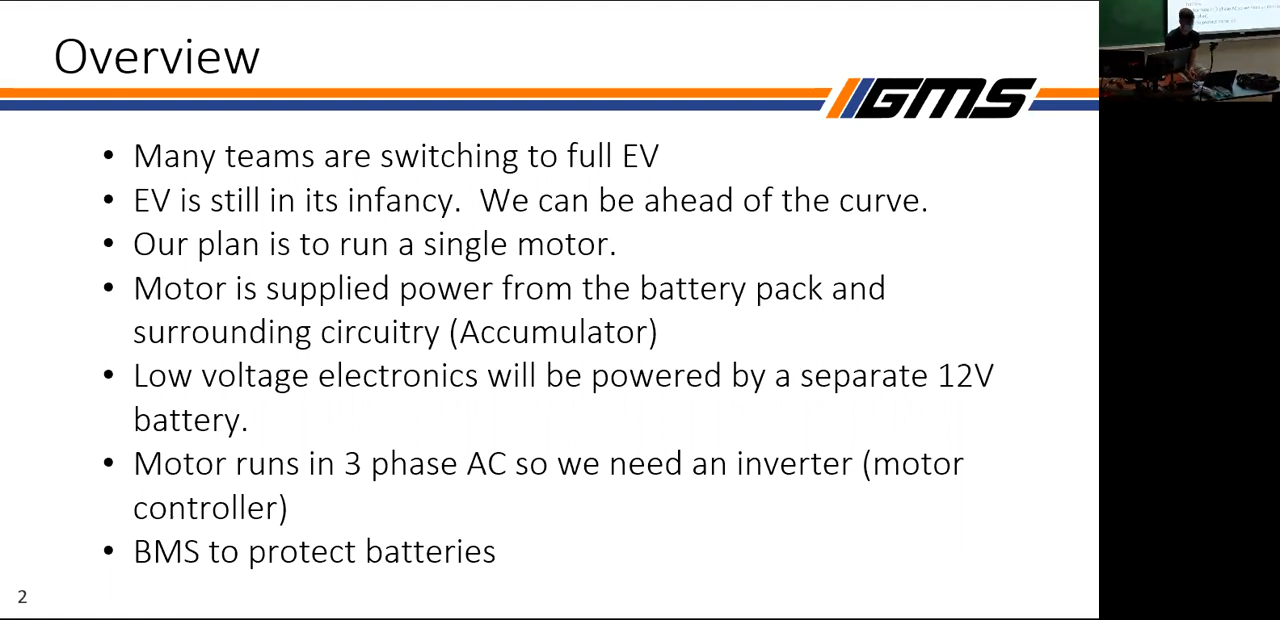 Overview
GMS
• Many teams are switching to full EV
• EV is still in its infancy.  We can be ahead of the curve.
• Our plan is to run a single motor.
• Motor is supplied power from the battery pack and
surrounding circuitry (Accumulator)
• Low voltage electronics will be powered by a separate 12V
battery.
• Motor runs in 3 phase AC so we need an inverter (motor
controller)
• BMS to protect batteries
2